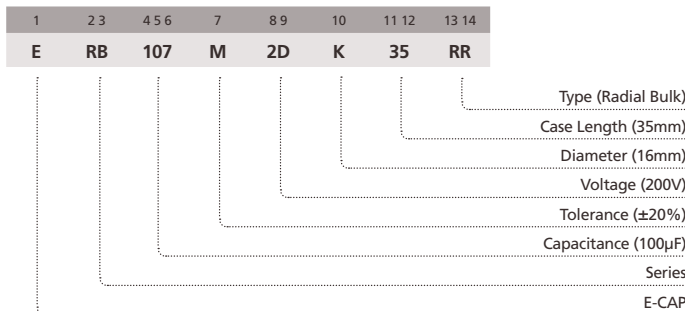 1 2 3 4 5 6 7 8 9 10 11 12 13 14
E RB 107 M 2D K 35 RR
Type (Radial Bulk)
Case Length (35mm)
Diameter (16mm)
Voltage (200V)
Tolerance (±20%)
Capacitance (100µF)
Series
E-CAP